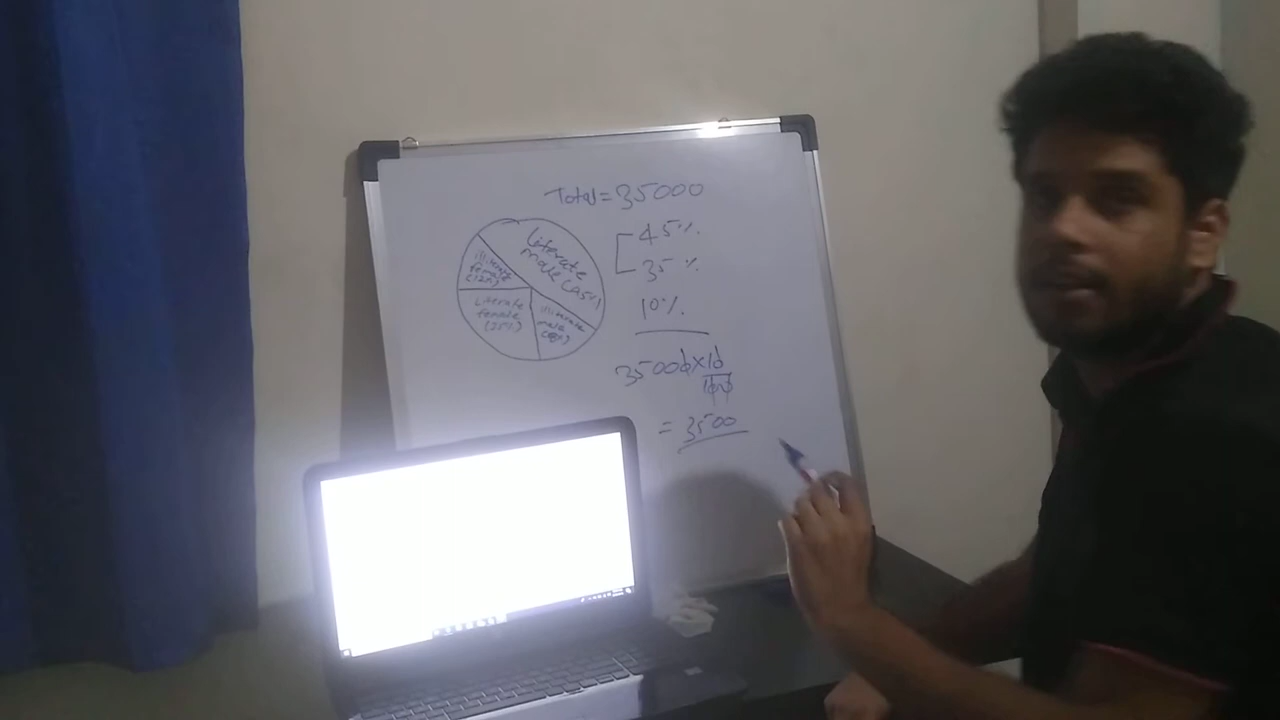 Total = 35000
Literate
male (45%)
illiterate
female
(12%)
Literate
female
(25%)
illiterate
male
45%
35%
10%
35000 × 10
100
= 3500